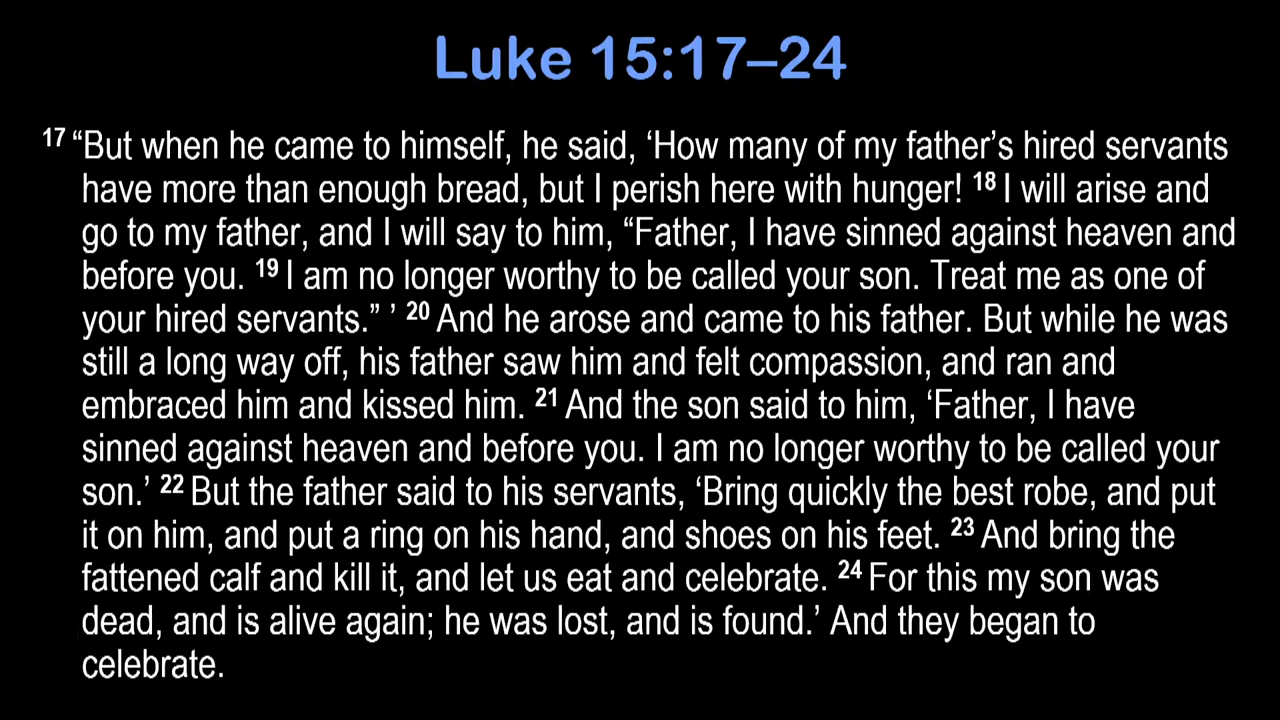 Luke 15:17–24
17 “But when he came to himself, he said, ‘How many of my father’s hired servants
have more than enough bread, but I perish here with hunger! 18 I will arise and
go to my father, and I will say to him, “Father, I have sinned against heaven and
before you. 19 I am no longer worthy to be called your son. Treat me as one of
your hired servants.” ’ 20 And he arose and came to his father. But while he was
still a long way off, his father saw him and felt compassion, and ran and
embraced him and kissed him. 21 And the son said to him, ‘Father, I have
sinned against heaven and before you. I am no longer worthy to be called your
son.’ 22 But the father said to his servants, ‘Bring quickly the best robe, and put
it on him, and put a ring on his hand, and shoes on his feet. 23 And bring the
fattened calf and kill it, and let us eat and celebrate. 24 For this my son was
dead, and is alive again; he was lost, and is found.’ And they began to
celebrate.